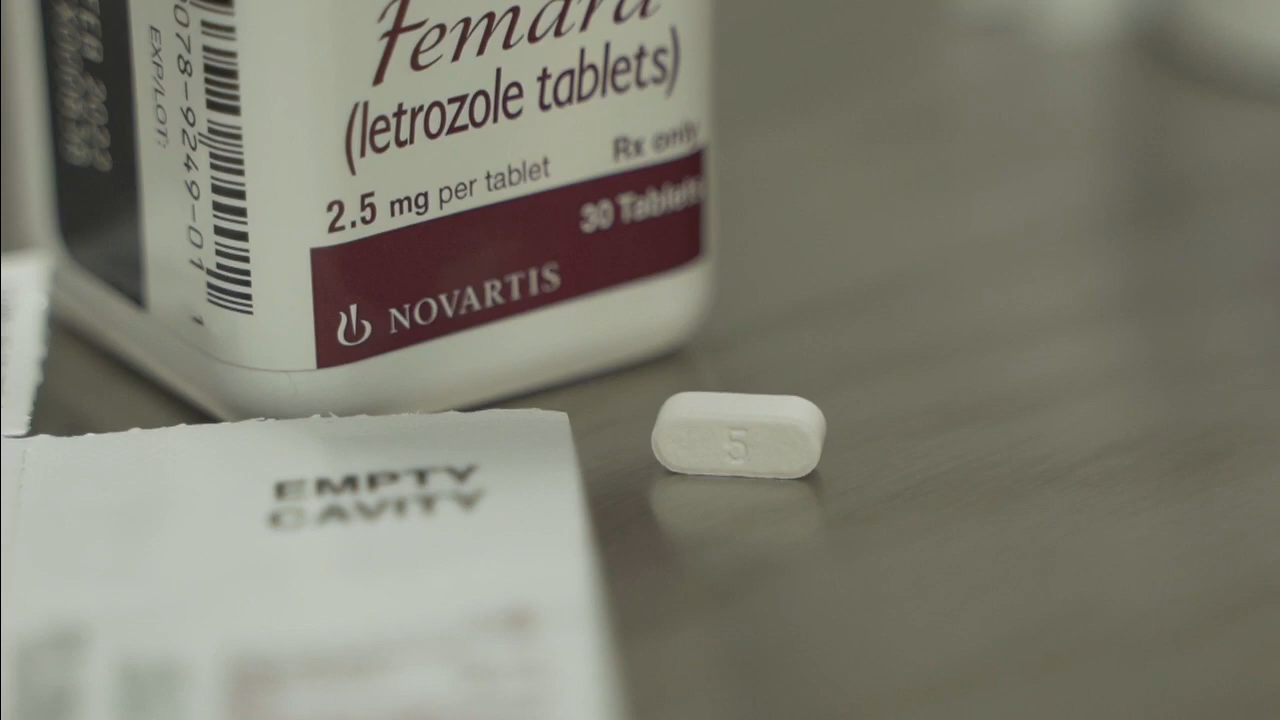 Femara
(letrozole tablets)
Rx only
2.5 mg per tablet
30 Tablets
NOVARTIS
EXP/LOT:
0078-9249-01
1
5
EMPTY
CAVITY